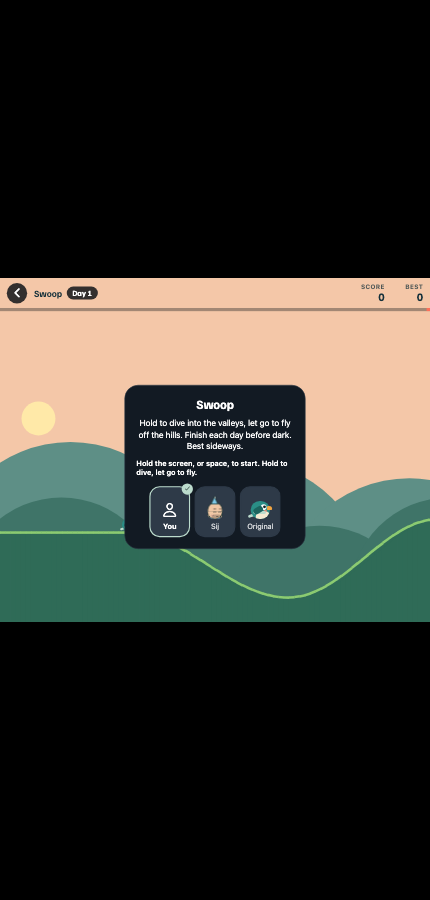 Swoop
Day 1
SCORE
0
BEST
0
Swoop
Hold to dive into the valleys, let go to fly
off the hills. Finish each day before dark.
Best sideways.
Hold the screen, or space, to start. Hold to
dive, let go to fly.
You
Sij
Original